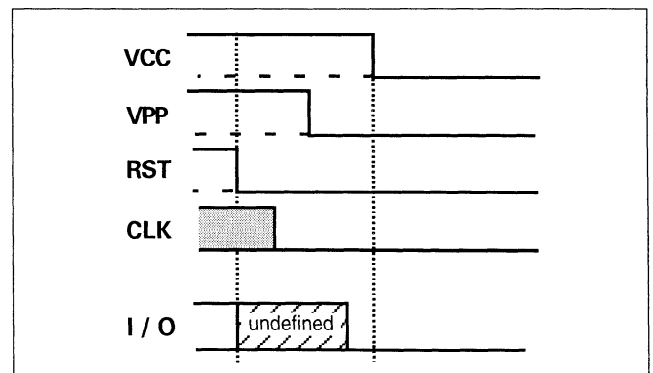 VCC
VPP
RST
CLK
I / O
undefined